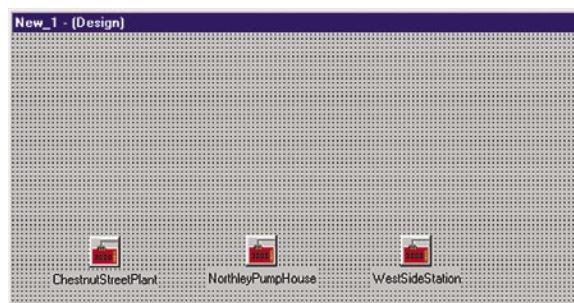 New_1 - (Design)
ChestnutStreetPlant
NorthleyPumpHouse
WestSideStation